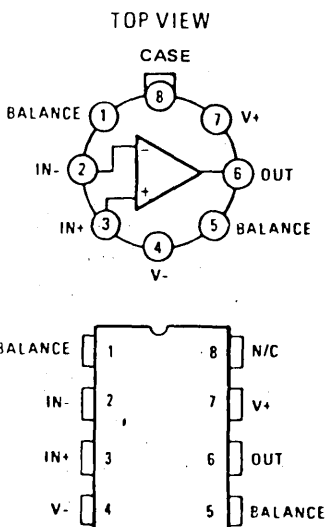 TOP VIEW
CASE
8
BALANCE 1
7 V+
IN- 2
-
6 OUT
+
IN+ 3
5 BALANCE
4
V-
BALANCE 1 8 N/C
IN- 2 7 V+
IN+ 3 6 OUT
V- 4 5 BALANCE